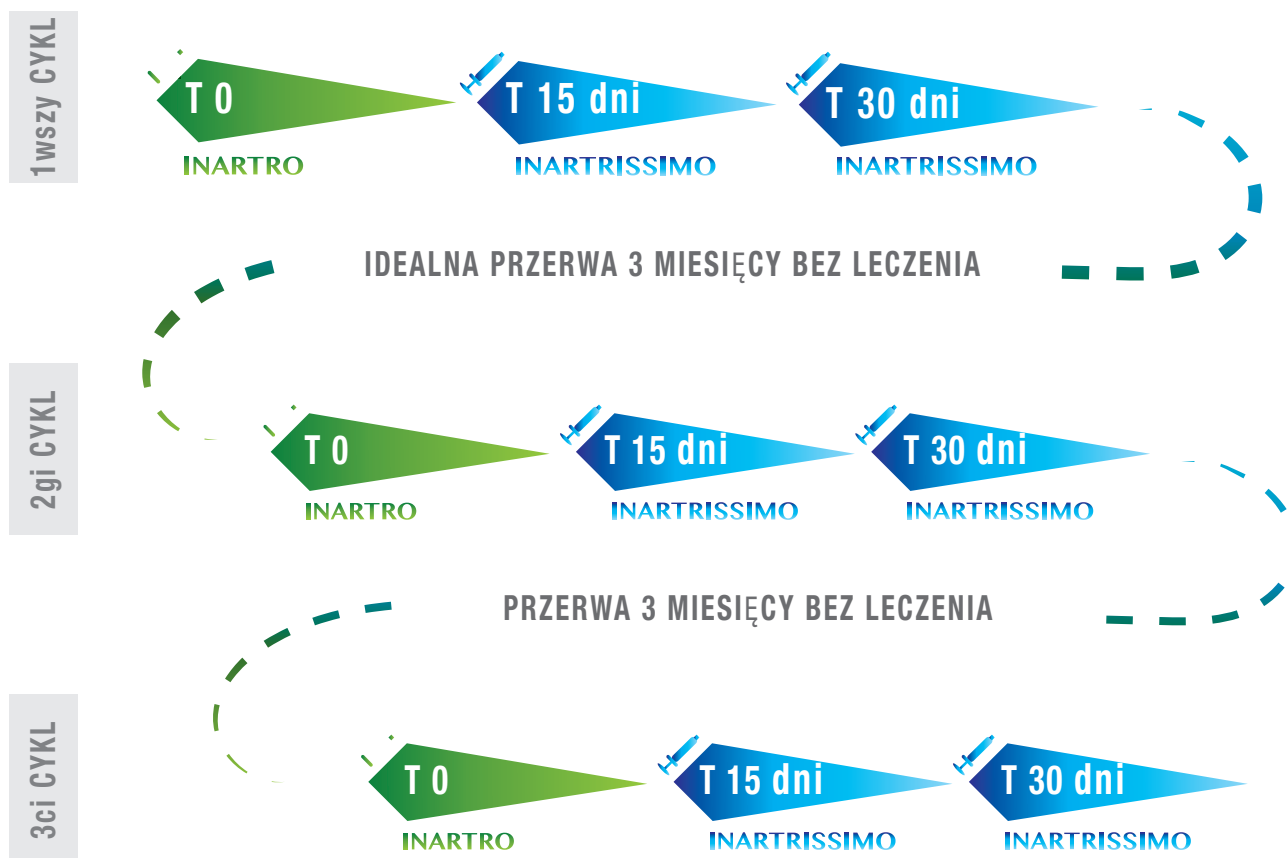 1wszy CYKL
T 0
T 15 dni
T 30 dni
INARTRO
INARTRISSIMO
INARTRISSIMO
IDEALNA PRZERWA 3 MIESIĘCY BEZ LECZENIA
2gi CYKL
T 0
T 15 dni
T 30 dni
INARTRO
INARTRISSIMO
INARTRISSIMO
PRZERWA 3 MIESIĘCY BEZ LECZENIA
3ci CYKL
T 0
T 15 dni
T 30 dni
INARTRO
INARTRISSIMO
INARTRISSIMO